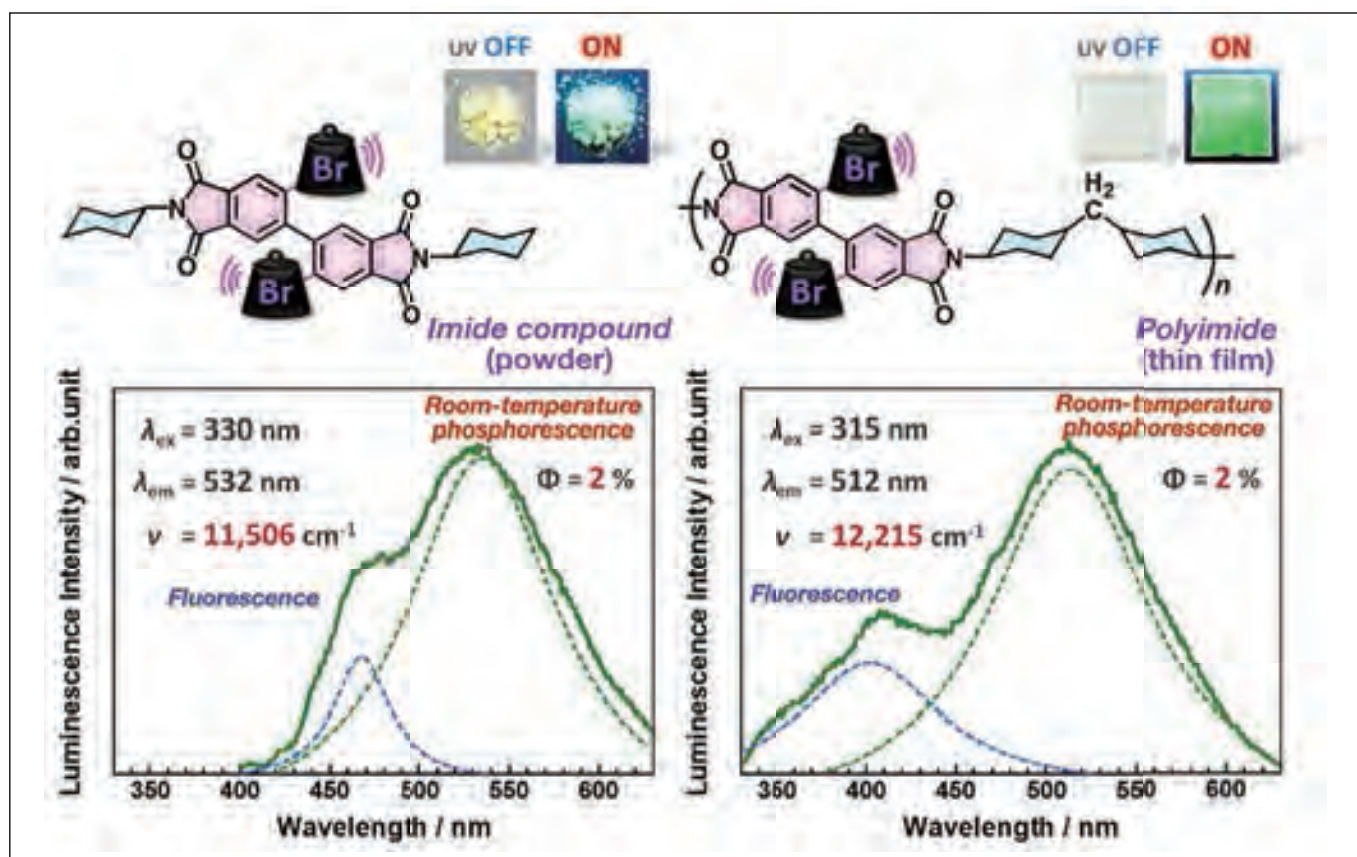 uv OFF ON
Br
O
O
N
O
O
N
Br
Imide compound
(powder)
uv OFF ON
Br
O
O
N
O
O
N
H2
C
n
Br
Polyimide
(thin film)
Luminescence Intensity / arb.unit
λex = 330 nm
λem = 532 nm
ν = 11,506 cm-1
Room-temperature
phosphorescence
Φ = 2 %
Fluorescence
350 400 450 500 550 600
Wavelength / nm
Luminescence Intensity / arb.unit
λex = 315 nm
λem = 512 nm
ν = 12,215 cm-1
Room-temperature
phosphorescence
Φ = 2 %
Fluorescence
350 400 450 500 550 600
Wavelength / nm